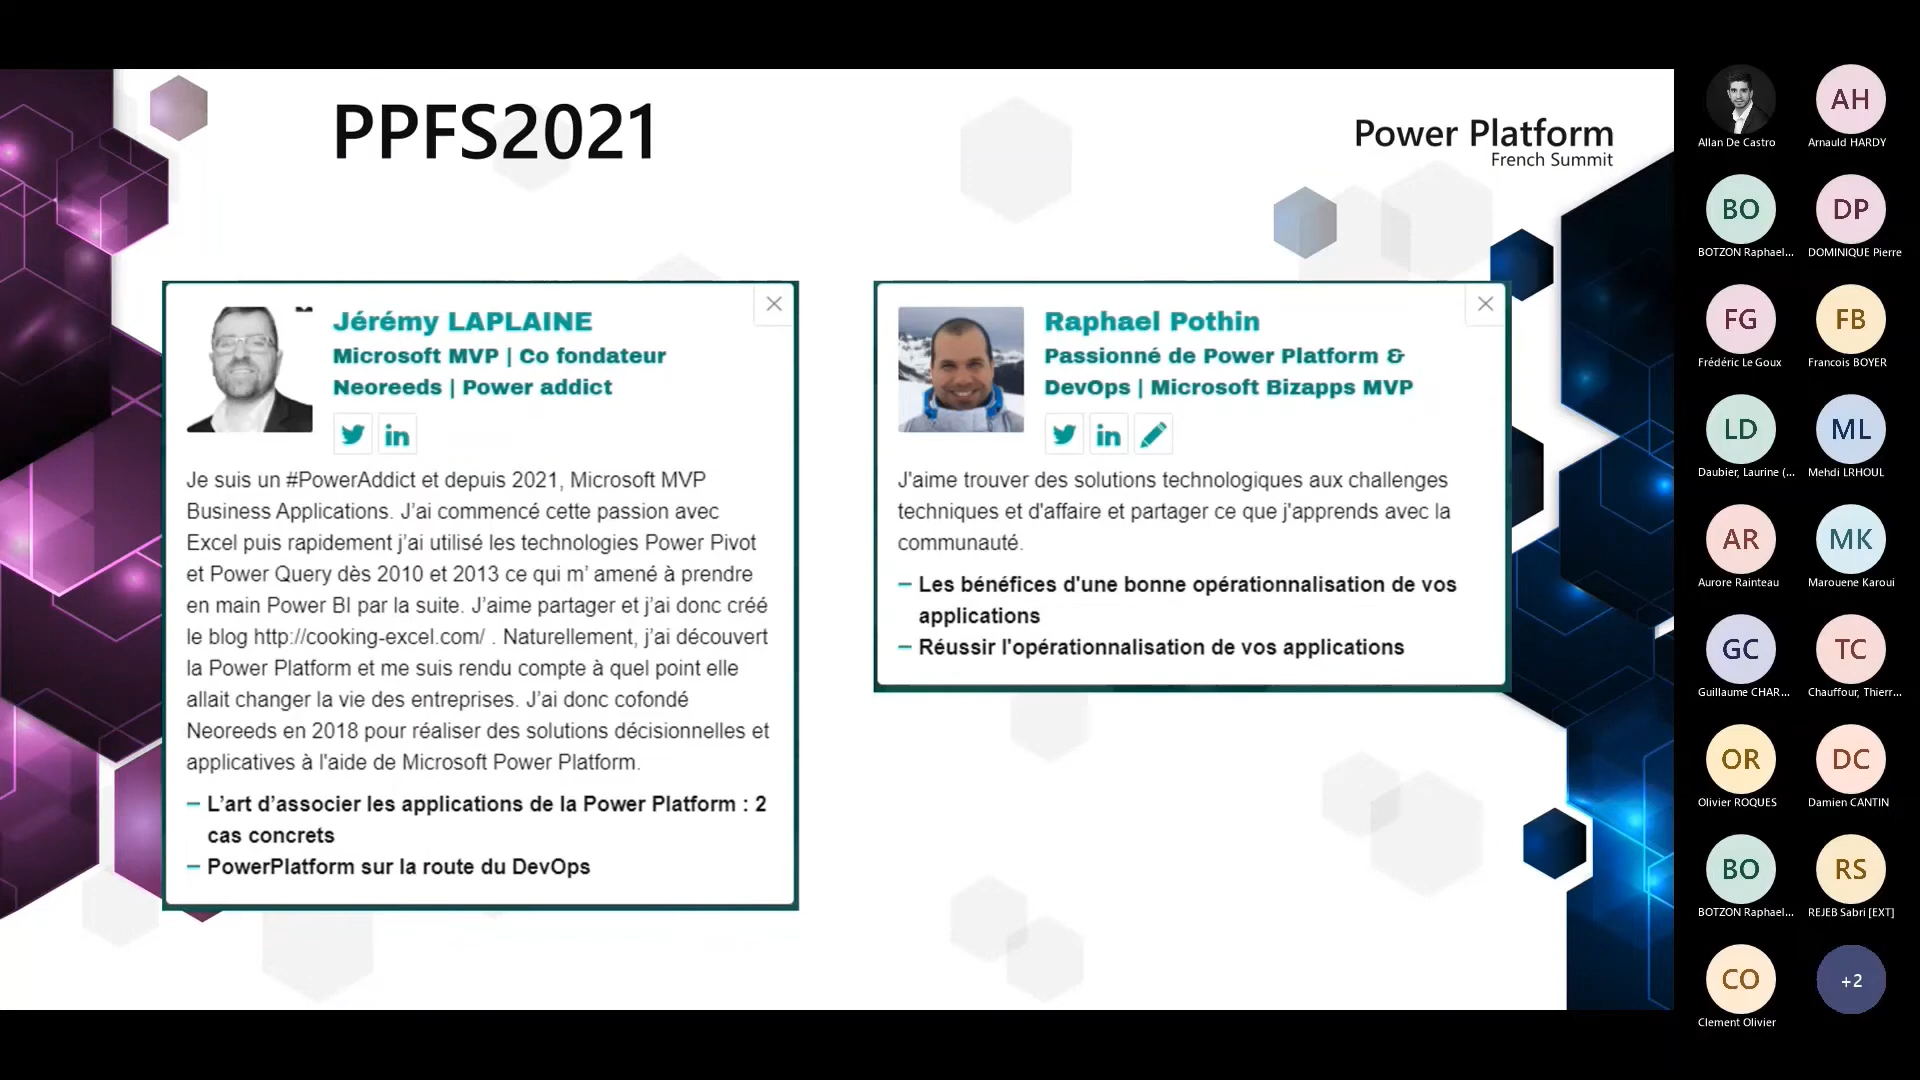 PPFS2021
Power Platform
French Summit
Jérémy LAPLAINE
Microsoft MVP | Co fondateur
Neoreeds | Power addict
Je suis un #PowerAddict et depuis 2021, Microsoft MVP
Business Applications. J’ai commencé cette passion avec
Excel puis rapidement j’ai utilisé les technologies Power Pivot
et Power Query dès 2010 et 2013 ce qui m’ amené à prendre
en main Power BI par la suite. J’aime partager et j’ai donc créé
le blog http://cooking-excel.com/ . Naturellement, j’ai découvert
la Power Platform et me suis rendu compte à quel point elle
allait changer la vie des entreprises. J’ai donc cofondé
Neoreeds en 2018 pour réaliser des solutions décisionnelles et
applicatives à l'aide de Microsoft Power Platform.
– L’art d’associer les applications de la Power Platform : 2
cas concrets
– PowerPlatform sur la route du DevOps
Raphael Pothin
Passionné de Power Platform &
DevOps | Microsoft Bizapps MVP
J'aime trouver des solutions technologiques aux challenges
techniques et d'affaire et partager ce que j'apprends avec la
communauté.
– Les bénéfices d'une bonne opérationnalisation de vos
applications
– Réussir l'opérationnalisation de vos applications
Allan De Castro
AH
Arnauld HARDY
BO
BOTZON Raphael...
DP
DOMINIQUE Pierre
FG
Frédéric Le Goux
FB
Francois BOYER
LD
Daubier, Laurine (...
ML
Mehdi LRHOUL
AR
Aurore Rainteau
MK
Marouene Karoui
GC
Guillaume CHAR...
TC
Chauffour, Thierr...
OR
Olivier ROQUES
DC
Damien CANTIN
BO
BOTZON Raphael...
RS
REJEB Sabri [EXT]
CO
Clement Olivier
+2